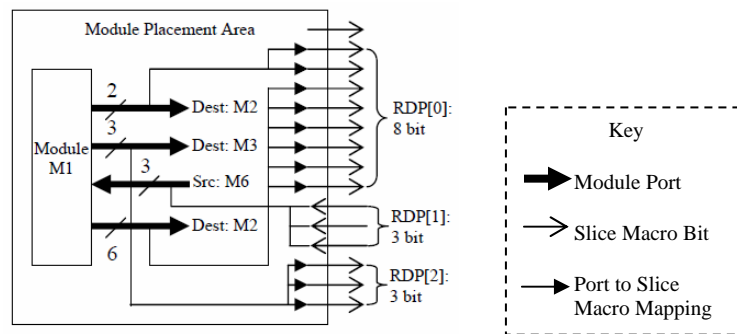 Module Placement Area
2
Dest: M2
RDP[0]:
8 bit
3
Dest: M3
Module
M1
3
Src: M6
RDP[1]:
3 bit
Dest: M2
6
RDP[2]:
3 bit
Key
Module Port
Slice Macro Bit
Port to Slice
Macro Mapping